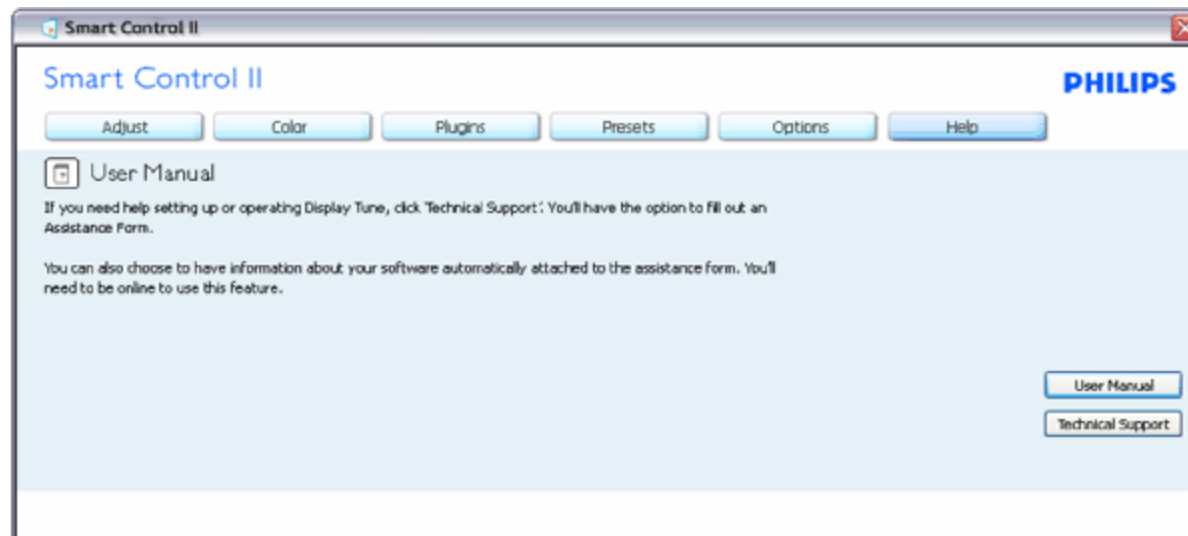 Smart Control II
Smart Control II
PHILIPS
Adjust Color Plugins Presets Options Help
User Manual
If you need help setting up or operating Display Tune, click 'Technical Support'. You'll have the option to fill out an
Assistance Form.
You can also choose to have information about your software automatically attached to the assistance form. You'll
need to be online to use this feature.
User Manual
Technical Support